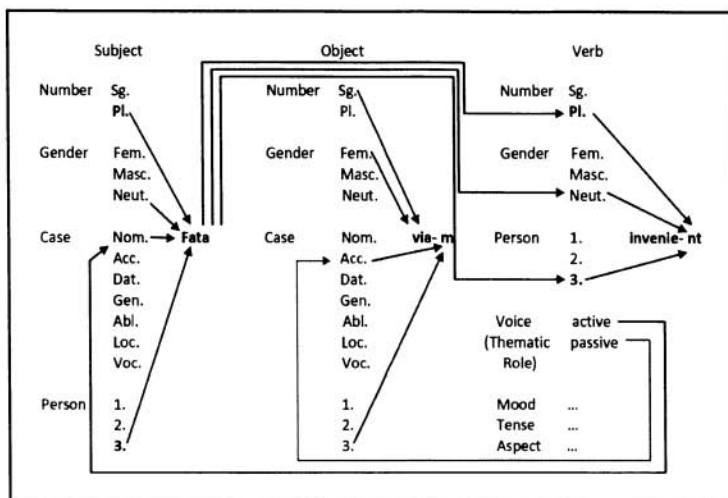 Subject Object Verb
Number Sg. Number Sg. Number Sg.
Pl. Pl. Pl.
Gender Fem. Gender Fem. Gender Fem.
Masc. Masc. Masc.
Neut. Neut. Neut.
Case Nom. Fata Case Nom. via- m Person 1. invenie- nt
Acc. Acc. 2.
Dat. Dat. 3.
Gen. Gen.
Abl. Abl. Voice active
Loc. Loc. (Thematic passive
Voc. Voc. Role)
Person 1. 1. Mood ...
2. 2. Tense ...
3. 3. Aspect ...